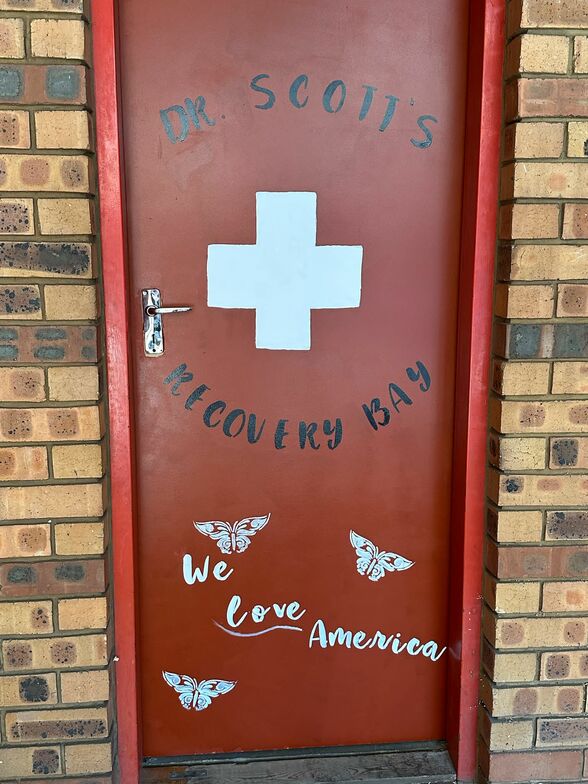 DR. SCOTT'S
RECOVERY BAY
We
love
America